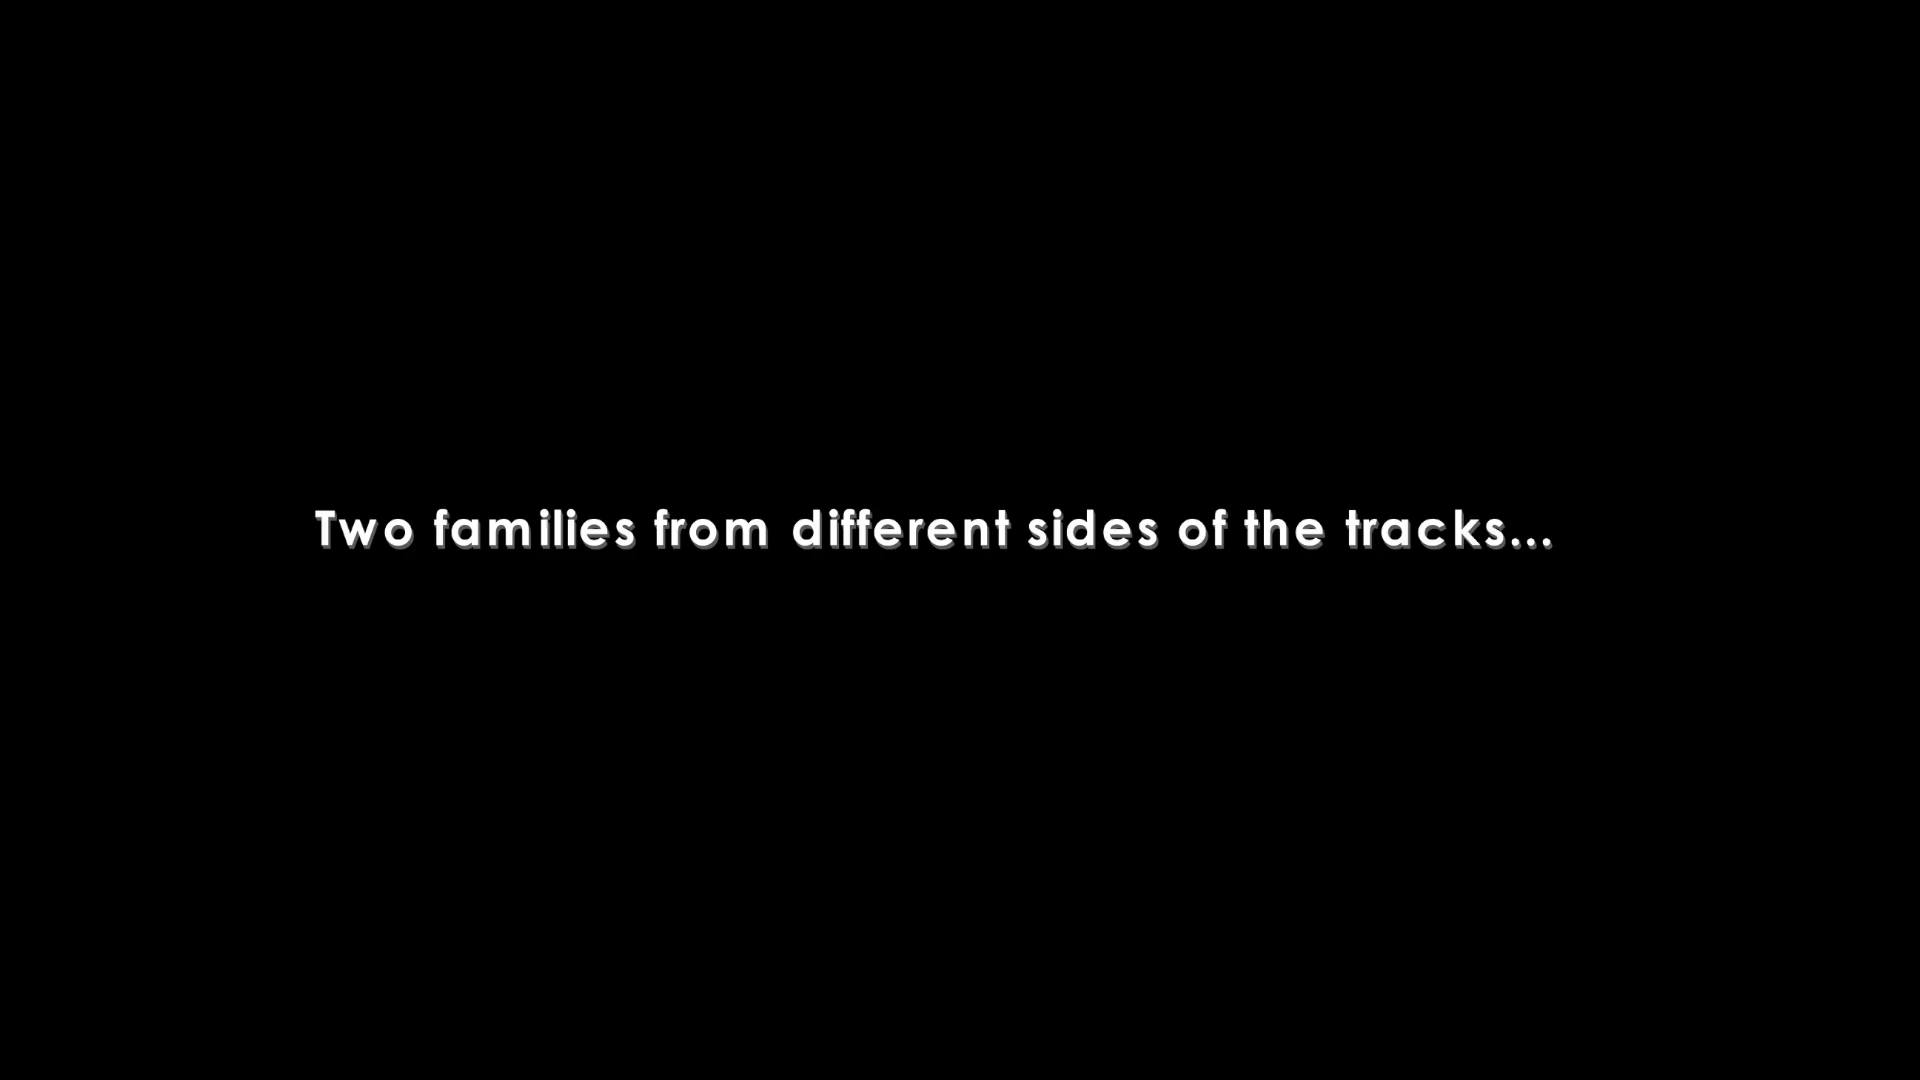 Two families from different sides of the tracks...